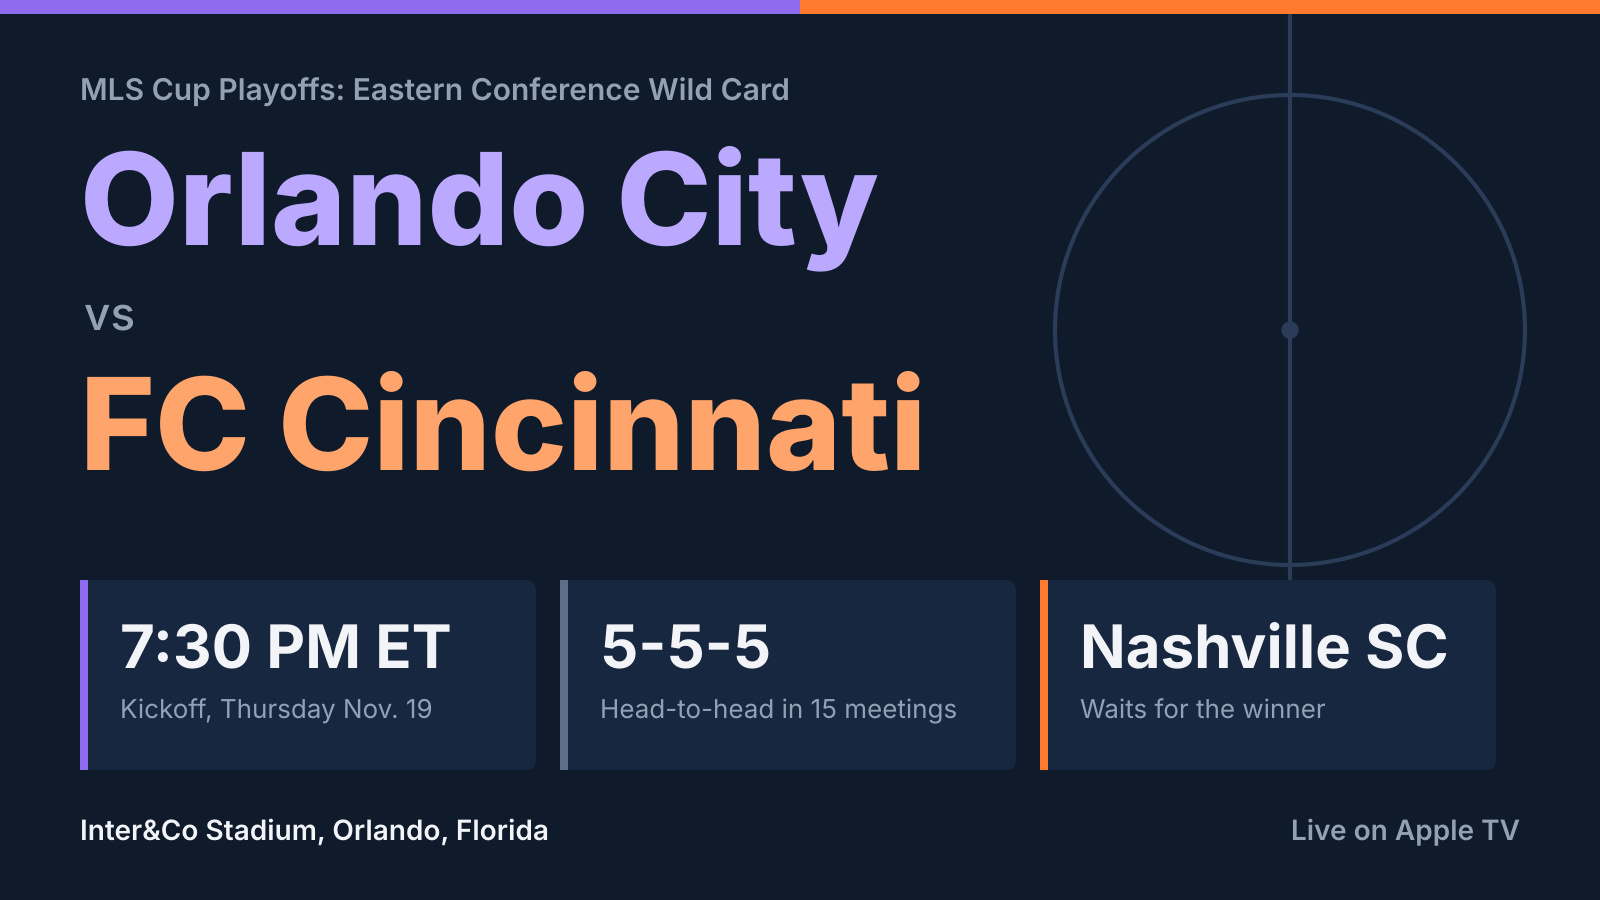 MLS Cup Playoffs: Eastern Conference Wild Card
Orlando City
VS
FC Cincinnati
7:30 PM ET
Kickoff, Thursday Nov. 19
5-5-5
Head-to-head in 15 meetings
Nashville SC
Waits for the winner
Inter&Co Stadium, Orlando, Florida
Live on Apple TV